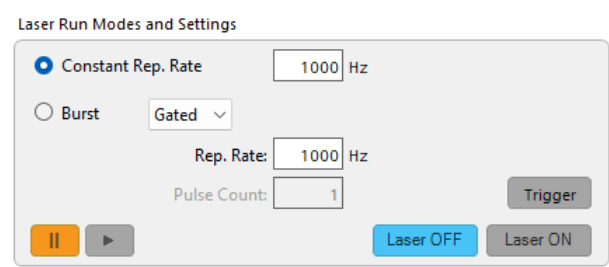 Laser Run Modes and Settings
Constant Rep. Rate 1000 Hz
Burst Gated
Rep. Rate: 1000 Hz
Pulse Count: 1 Trigger
Laser OFF Laser ON